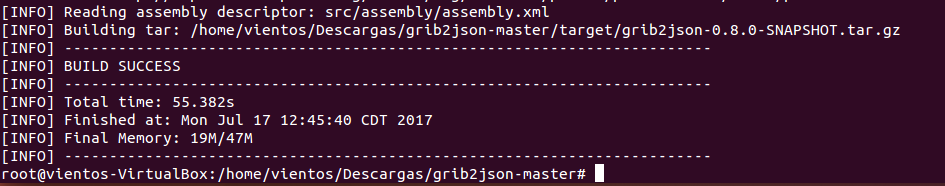 [INFO] Reading assembly descriptor: src/assembly/assembly.xml
[INFO] Building tar: /home/vientos/Descargas/grib2json-master/target/grib2json-0.8.0-SNAPSHOT.tar.gz
[INFO] ------------------------------------------------------------------------
[INFO] BUILD SUCCESS
[INFO] ------------------------------------------------------------------------
[INFO] Total time: 55.382s
[INFO] Finished at: Mon Jul 17 12:45:40 CDT 2017
[INFO] Final Memory: 19M/47M
[INFO] ------------------------------------------------------------------------
root@vientos-VirtualBox:/home/vientos/Descargas/grib2json-master#